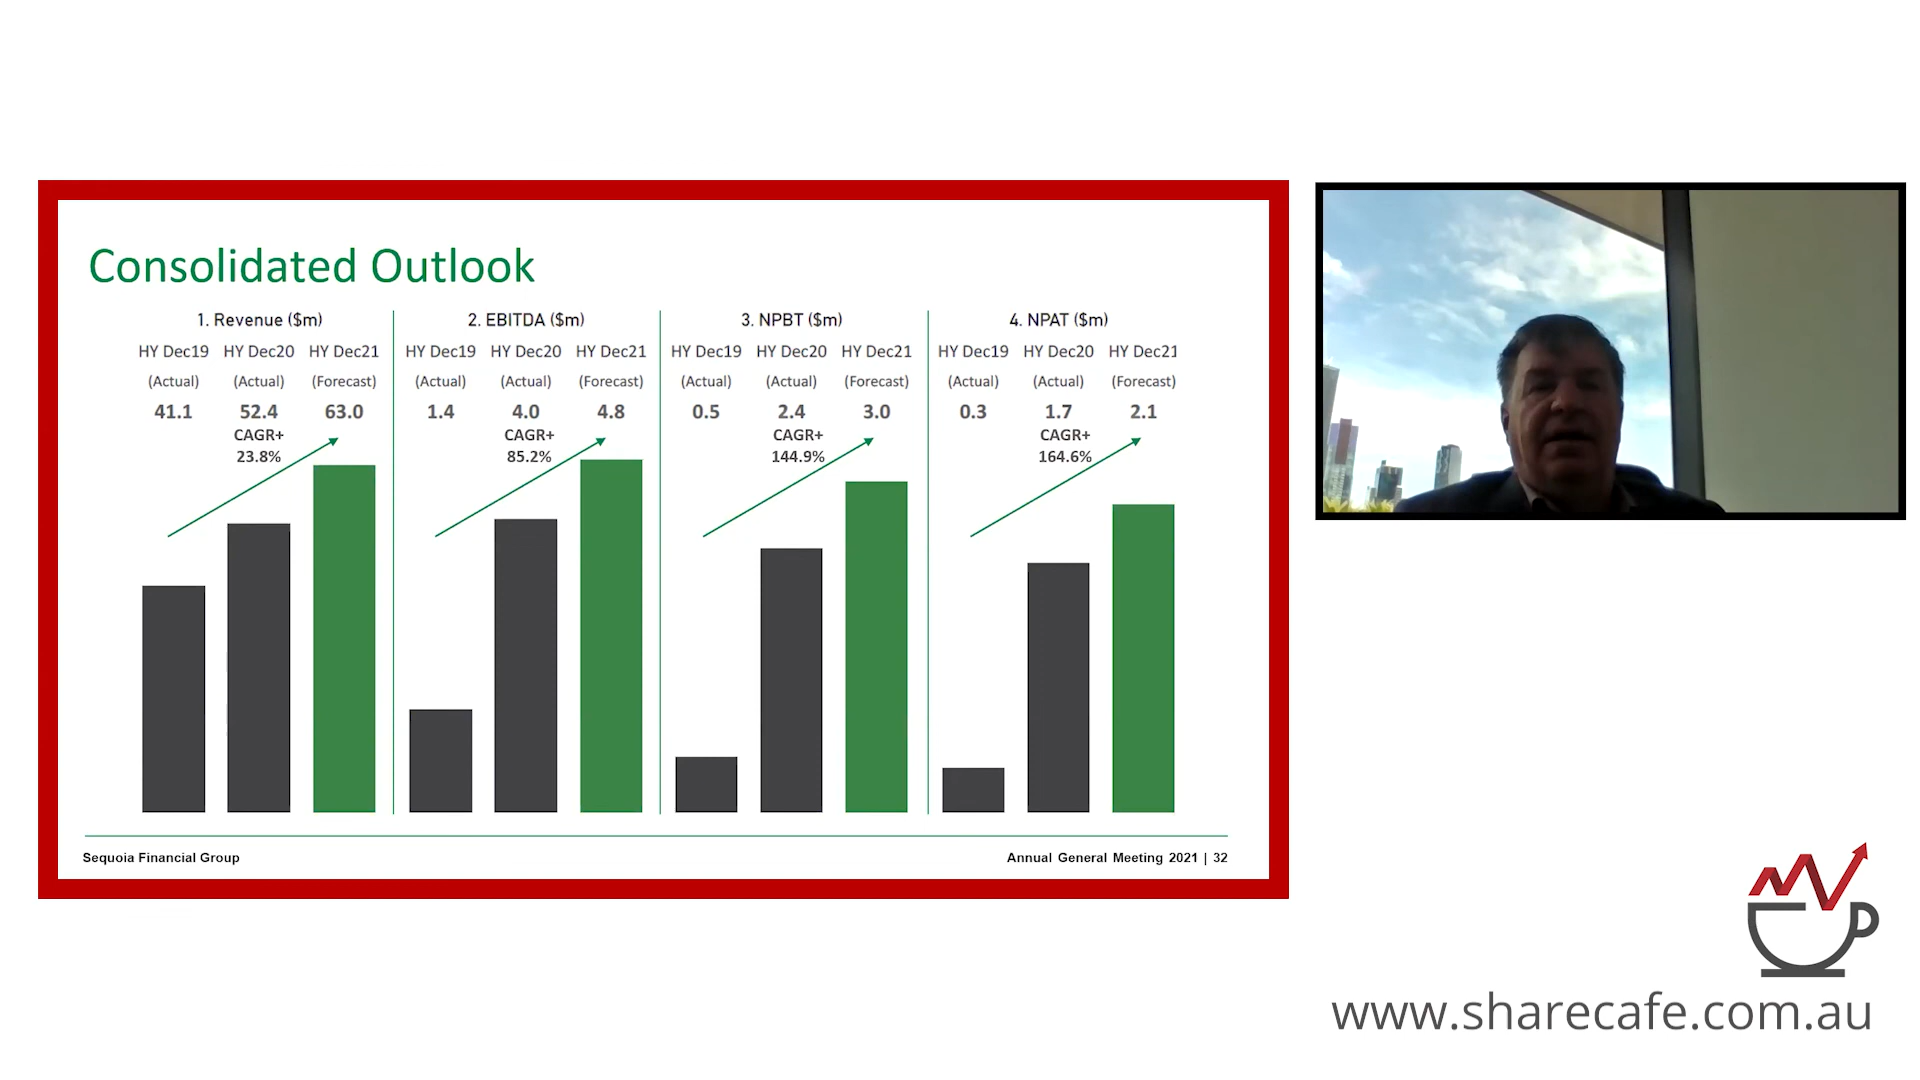 Consolidated Outlook
1. Revenue ($m)
HY Dec19 HY Dec20 HY Dec21
(Actual) (Actual) (Forecast)
41.1 52.4 63.0
CAGR+
23.8%
2. EBITDA ($m)
HY Dec19 HY Dec20 HY Dec21
(Actual) (Actual) (Forecast)
1.4 4.0 4.8
CAGR+
85.2%
3. NPBT ($m)
HY Dec19 HY Dec20 HY Dec21
(Actual) (Actual) (Forecast)
0.5 2.4 3.0
CAGR+
144.9%
4. NPAT ($m)
HY Dec19 HY Dec20 HY Dec21
(Actual) (Actual) (Forecast)
0.3 1.7 2.1
CAGR+
164.6%
Sequoia Financial Group
Annual General Meeting 2021 | 32
www.sharecafe.com.au